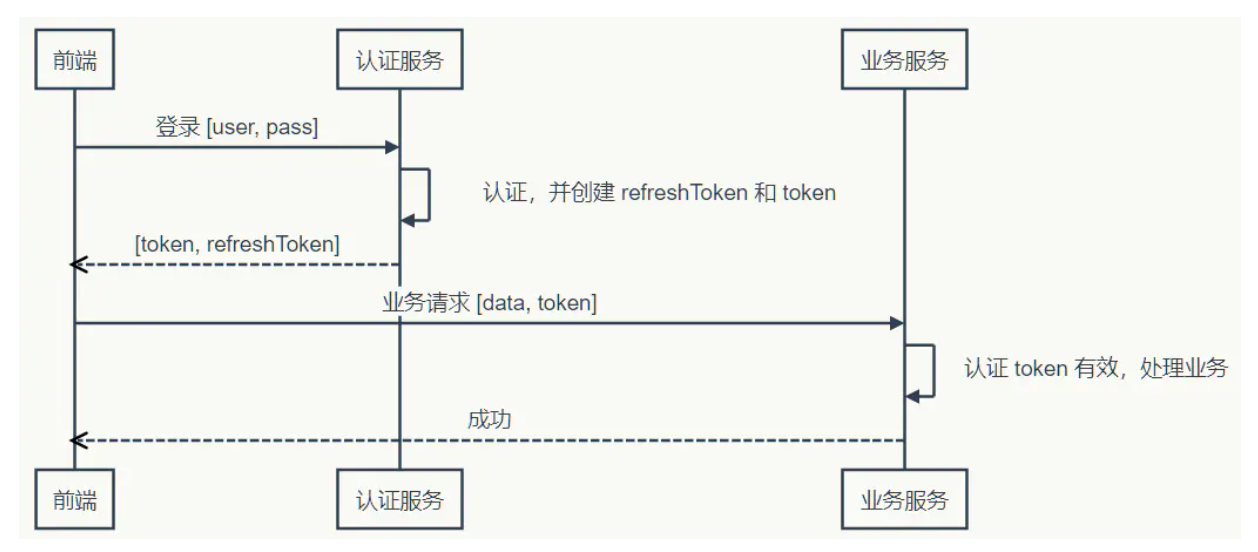 前端
认证服务
业务服务
登录 [user, pass]
认证，并创建 refreshToken 和 token
[token, refreshToken]
业务请求 [data, token]
认证 token 有效，处理业务
成功
前端
认证服务
业务服务